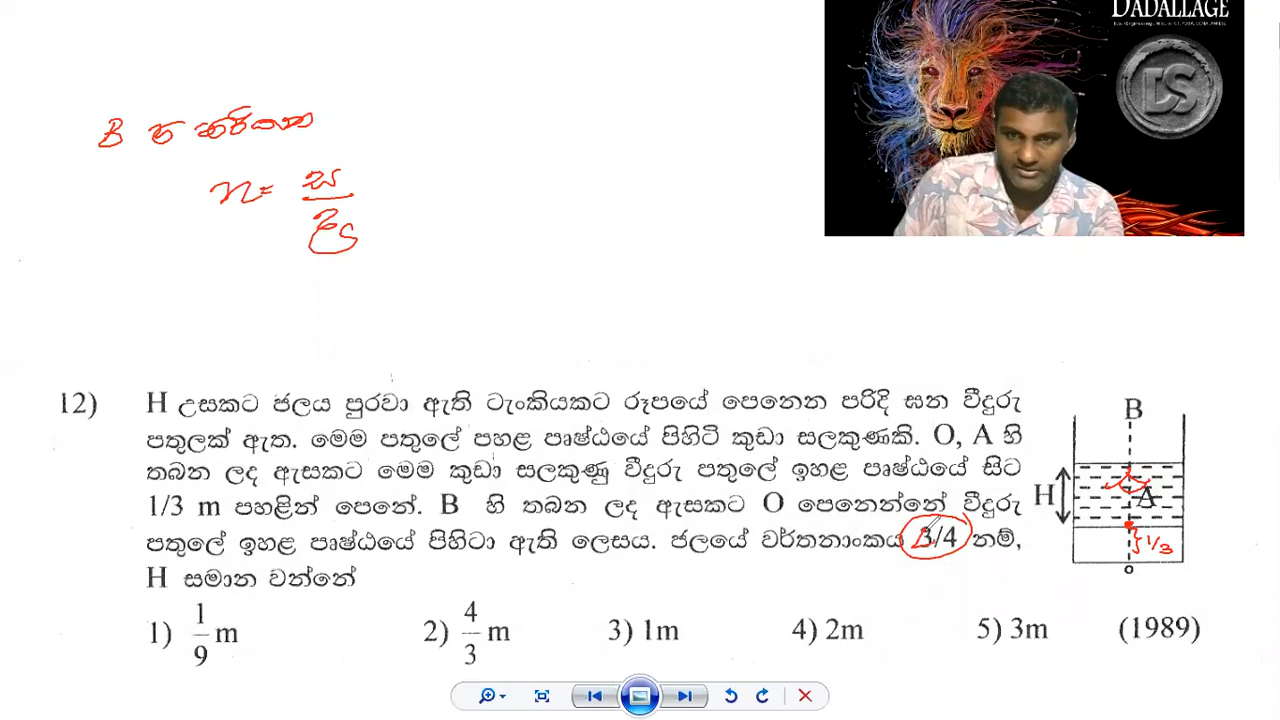 DADALLAGE
DS
B හි
n= ස
දෘ
12) H උසකට ජලය පුරවා ඇති ටැංකියකට රූපයේ පෙනෙන පරිදි ඝන වීදුරු
පතුලක් ඇත. මෙම පතුලේ පහළ පෘෂ්ඨයේ පිහිටි කුඩා සලකුණකි. O, A හි
තබන ලද ඇසකට මෙම කුඩා සලකුණු වීදුරු පතුලේ ඉහළ පෘෂ්ඨයේ සිට
1/3 m පහළින් පෙනේ. B හි තබන ලද ඇසකට O පෙනෙන්නේ වීදුරු
පතුලේ ඉහළ පෘෂ්ඨයේ පිහිටා ඇති ලෙසය. ජලයේ වර්තනාංකය 3/4 නම්,
H සමාන වන්නේ
1) 1/9 m 2) 4/3 m 3) 1m 4) 2m 5) 3m (1989)
B
H
A
1/3
O